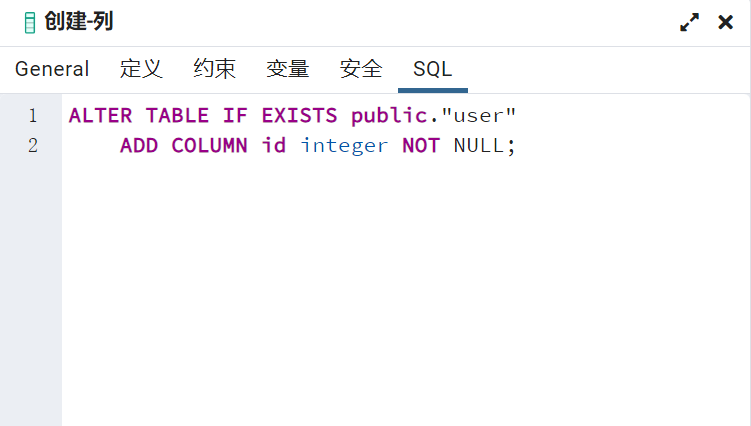 创建-列
General 定义 约束 变量 安全 SQL
1 ALTER TABLE IF EXISTS public."user"
2 ADD COLUMN id integer NOT NULL;